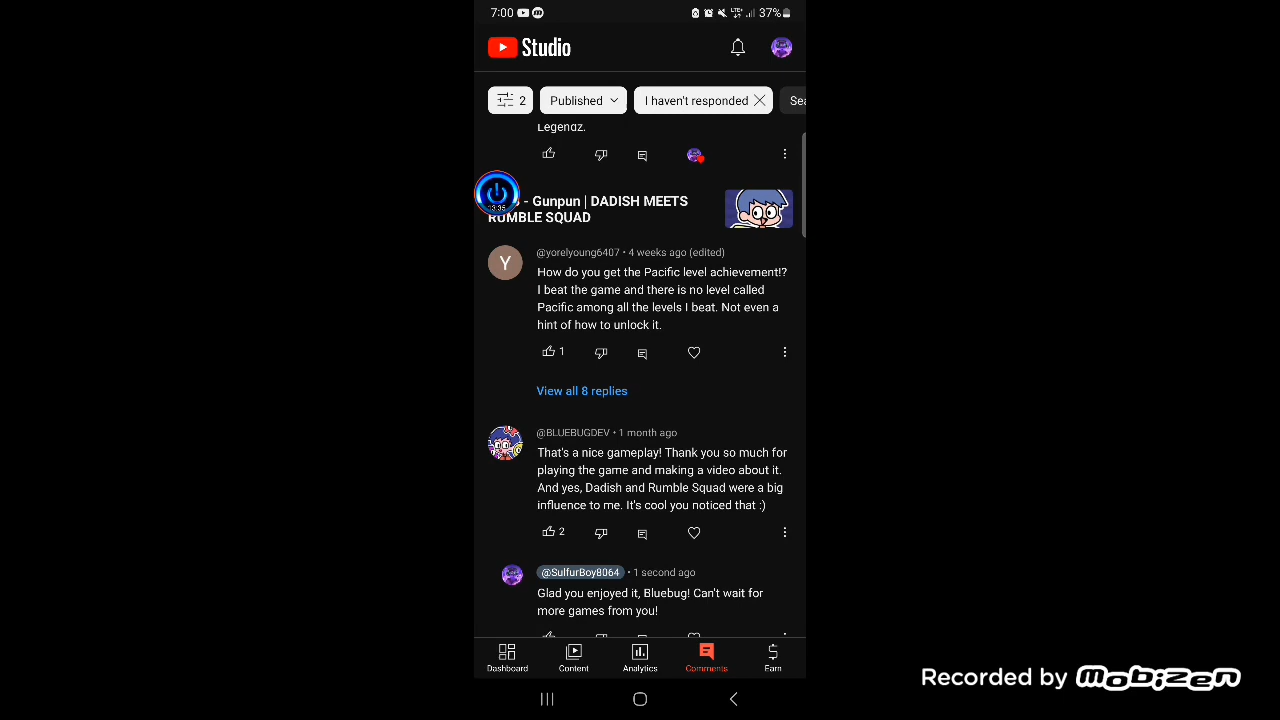 7:00
LTE+
37%
Studio
2
Published
I haven't responded
Sea
Legendz.
13:35
- Gunpun | DADISH MEETS
RUMBLE SQUAD
Y
@yorelyoung6407 • 4 weeks ago (edited)
How do you get the Pacific level achievement!?
I beat the game and there is no level called
Pacific among all the levels I beat. Not even a
hint of how to unlock it.
1
View all 8 replies
@BLUEBUGDEV • 1 month ago
That's a nice gameplay! Thank you so much for
playing the game and making a video about it.
And yes, Dadish and Rumble Squad were a big
influence to me. It's cool you noticed that :)
2
@SulfurBoy8064 • 1 second ago
Glad you enjoyed it, Bluebug! Can't wait for
more games from you!
Dashboard
Content
Analytics
Comments
Earn
Recorded by Mobizen